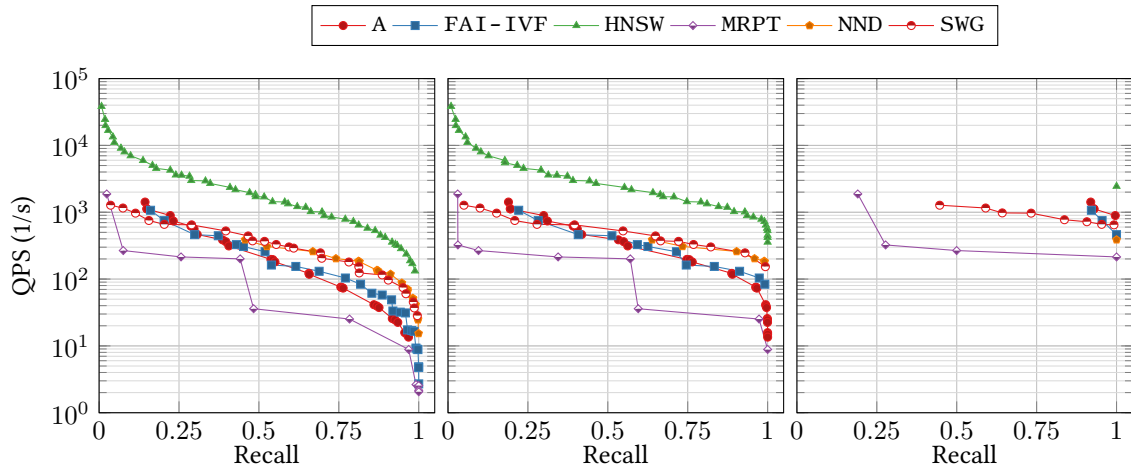 A FAI-IVF HNSW MRPT NND SWG
QPS (1/s)
10^5
10^4
10^3
10^2
10^1
10^0
0 0.25 0.5 0.75 1
Recall
0 0.25 0.5 0.75 1
Recall
0 0.25 0.5 0.75 1
Recall